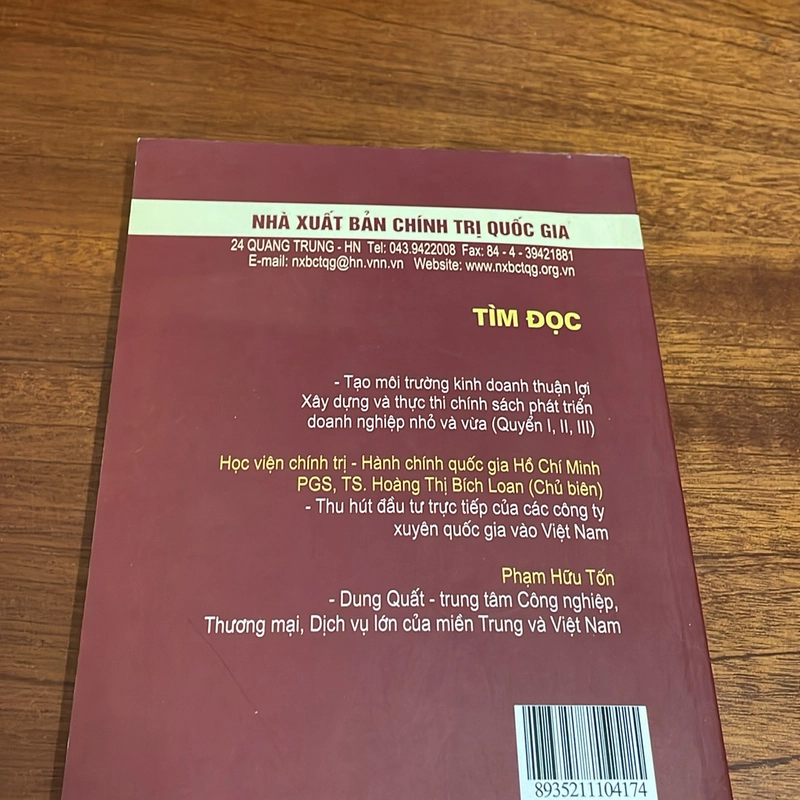 NHÀ XUẤT BẢN CHÍNH TRỊ QUỐC GIA
24 QUANG TRUNG - HN Tel: 043.9422008 Fax: 84 - 4 - 39421881
E-mail: nxbctqg@hn.vnn.vn Website: www.nxbctqg.org.vn
TÌM ĐỌC
- Tạo môi trường kinh doanh thuận lợi
Xây dựng và thực thi chính sách phát triển
doanh nghiệp nhỏ và vừa (Quyển I, II, III)
Học viện chính trị - Hành chính quốc gia Hồ Chí Minh
PGS, TS. Hoàng Thị Bích Loan (Chủ biên)
- Thu hút đầu tư trực tiếp của các công ty
xuyên quốc gia vào Việt Nam
Phạm Hữu Tốn
- Dung Quất - trung tâm Công nghiệp,
Thương mại, Dịch vụ lớn của miền Trung và Việt Nam
8935211104174